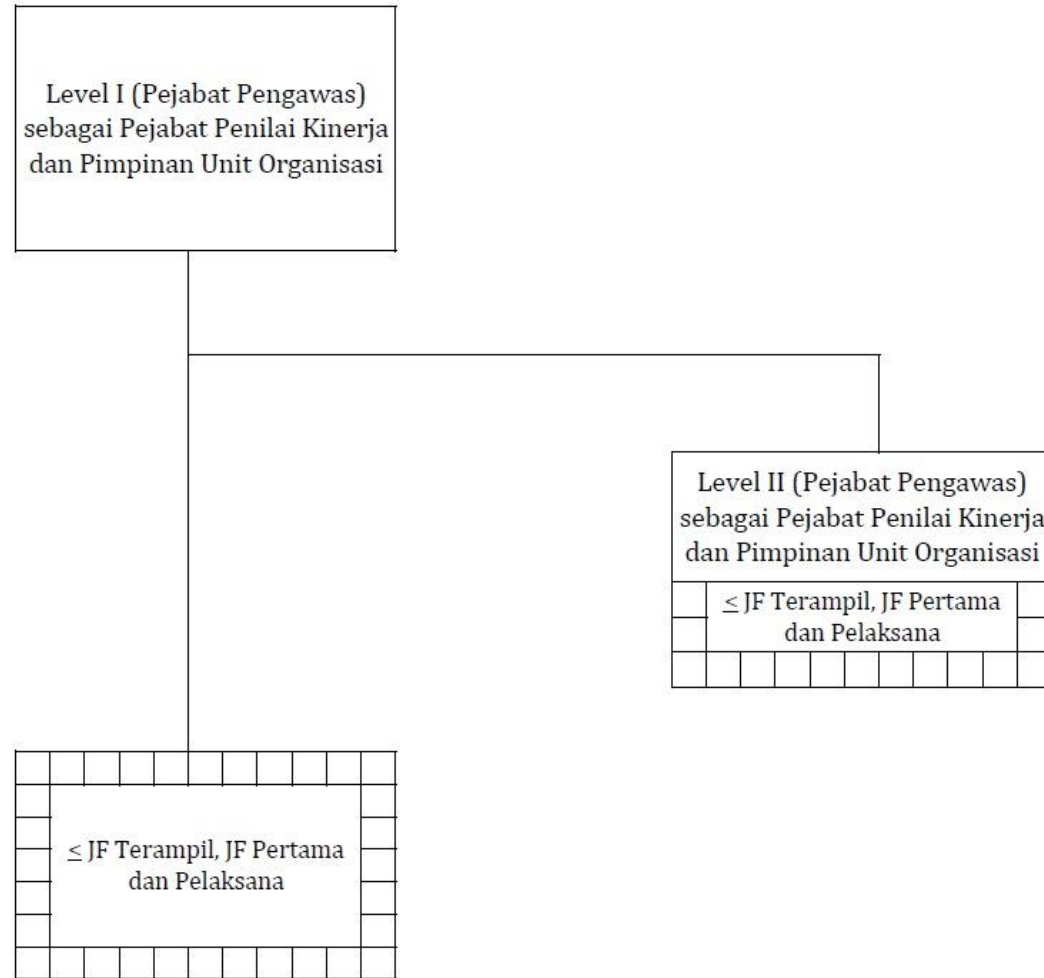 Level I (Pejabat Pengawas)
sebagai Pejabat Penilai Kinerja
dan Pimpinan Unit Organisasi
Level II (Pejabat Pengawas)
sebagai Pejabat Penilai Kinerja
dan Pimpinan Unit Organisasi
≤ JF Terampil, JF Pertama
dan Pelaksana
≤ JF Terampil, JF Pertama
dan Pelaksana